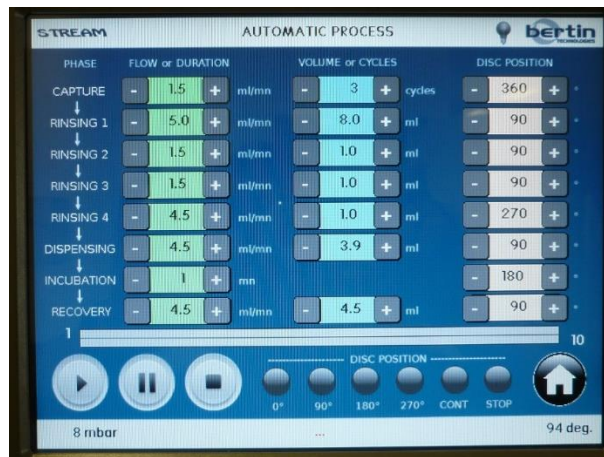 STREAM AUTOMATIC PROCESS bertin TECHNOLOGIES
PHASE FLOW or DURATION VOLUME or CYCLES DISC POSITION
CAPTURE - 1.5 + ml/mn - 3 + cycles - 360 + °
RINSING 1 - 5.0 + ml/mn - 8.0 + ml - 90 + °
RINSING 2 - 1.5 + ml/mn - 1.0 + ml - 90 + °
RINSING 3 - 1.5 + ml/mn - 1.0 + ml - 90 + °
RINSING 4 - 4.5 + ml/mn - 1.0 + ml - 270 + °
DISPENSING - 4.5 + ml/mn - 3.9 + ml - 90 + °
INCUBATION - 1 + mn - 180 + °
RECOVERY - 4.5 + ml/mn - 4.5 + ml - 90 + °
1 10
DISC POSITION
0° 90° 180° 270° CONT STOP
8 mbar ... 94 deg.